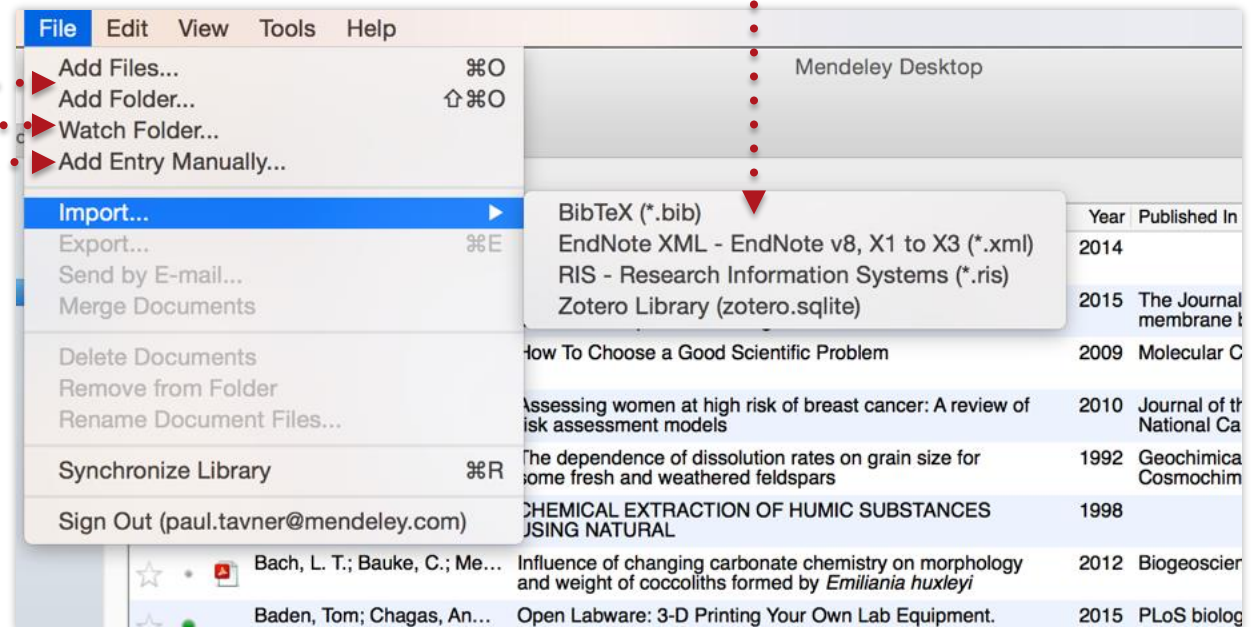 File Edit View Tools Help
Mendeley Desktop
Add Files... ⌘O
Add Folder... ⇧⌘O
Watch Folder...
Add Entry Manually...
Import...
Export... ⌘E
Send by E-mail...
Merge Documents
Delete Documents
Remove from Folder
Rename Document Files...
Synchronize Library ⌘R
Sign Out (paul.tavner@mendeley.com)
BibTeX (*.bib)
EndNote XML - EndNote v8, X1 to X3 (*.xml)
RIS - Research Information Systems (*.ris)
Zotero Library (zotero.sqlite)
Year Published In
2014
2015 The Journal
membrane
How To Choose a Good Scientific Problem 2009 Molecular
Assessing women at high risk of breast cancer: A review of 2010 Journal of
risk assessment models National
The dependence of dissolution rates on grain size for 1992 Geochimica
some fresh and weathered feldspars Cosmochim
CHEMICAL EXTRACTION OF HUMIC SUBSTANCES 1998
USING NATURAL
Bach, L. T.; Bauke, C.; Me... Influence of changing carbonate chemistry on morphology 2012 Biogeoscien
and weight of coccoliths formed by Emiliania huxleyi
Baden, Tom; Chagas, An... Open Labware: 3-D Printing Your Own Lab Equipment. 2015 PLoS biolog